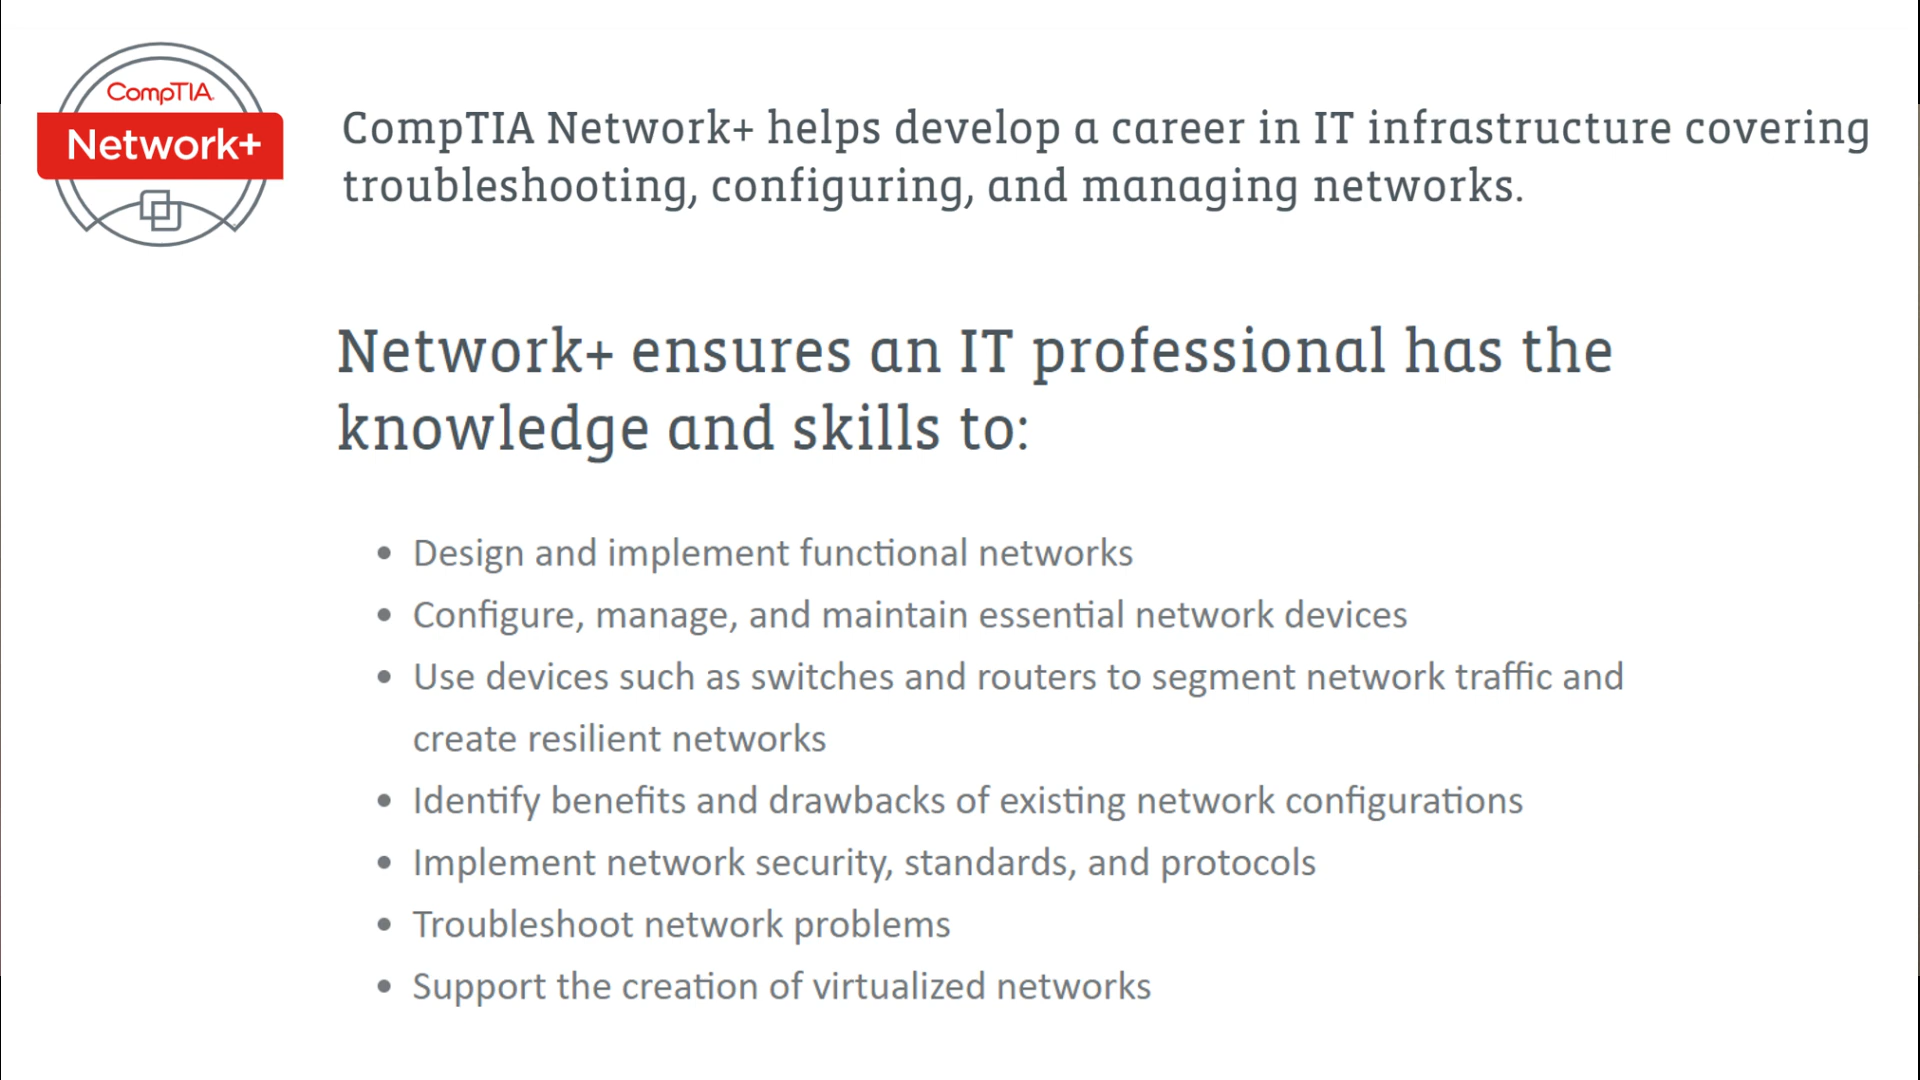 CompTIA.
Network+
CompTIA Network+ helps develop a career in IT infrastructure covering
troubleshooting, configuring, and managing networks.
Network+ ensures an IT professional has the
knowledge and skills to:
• Design and implement functional networks
• Configure, manage, and maintain essential network devices
• Use devices such as switches and routers to segment network traffic and
create resilient networks
• Identify benefits and drawbacks of existing network configurations
• Implement network security, standards, and protocols
• Troubleshoot network problems
• Support the creation of virtualized networks